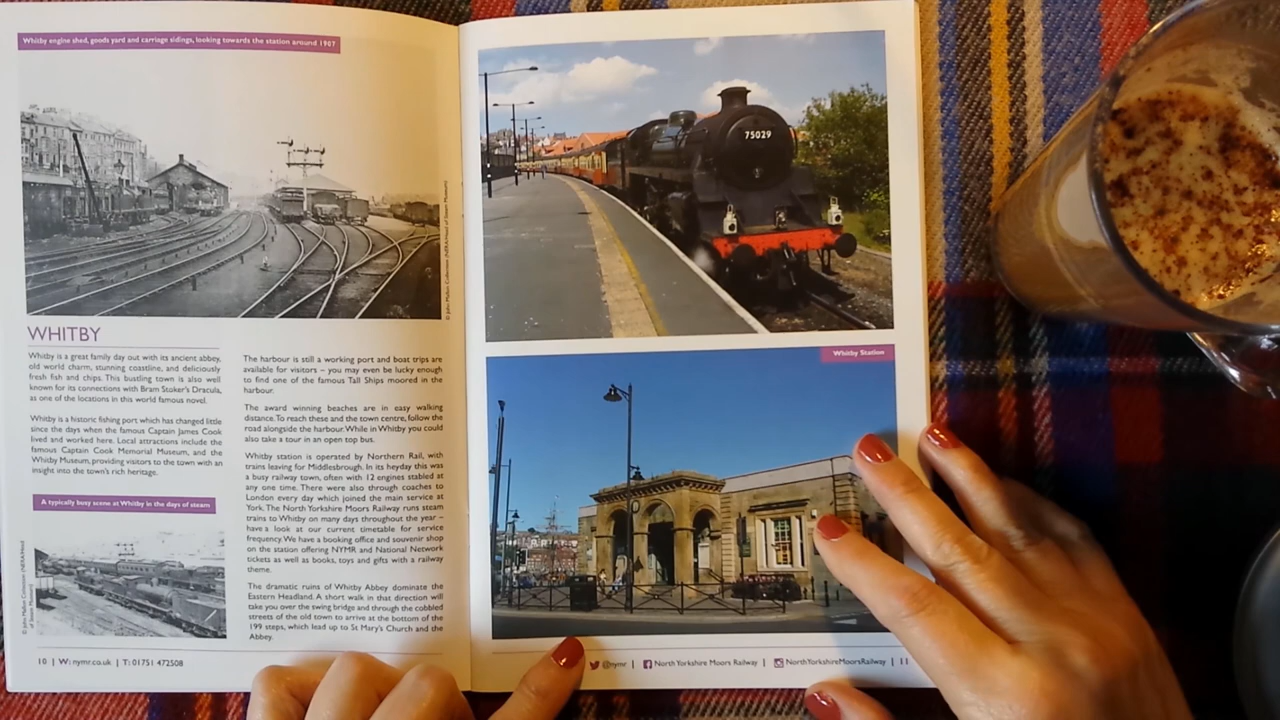 Whitby engine shed, goods yard and carriage sidings, looking towards the station around 1907
WHITBY
Whitby is a great family day out with its ancient abbey,
old world charm, stunning coastline, and deliciously
fresh fish and chips. This bustling town is also well
known for its connections with Bram Stoker's Dracula,
as one of the locations in this world famous novel.
Whitby is a historic fishing port which has changed little
since the days when the famous Captain James Cook
lived and worked here. Local attractions include the
famous Captain Cook Memorial Museum, and the
Whitby Museum, providing visitors to the town with an
insight into the town's rich heritage.
A typically busy scene at Whitby in the days of steam
The harbour is still a working port and boat trips are
available for visitors – you may even be lucky enough
to find one of the famous Tall Ships moored in the
harbour.
The award winning beaches are in easy walking
distance. To reach these and the town centre, follow the
road alongside the harbour. While in Whitby you could
also take a tour in an open top bus.
Whitby station is operated by Northern Rail, with
trains leaving for Middlesbrough. In its heyday this was
a busy railway town, often with 12 engines stabled at
any one time. There were also through coaches to
London every day which joined the main service at
York. The North Yorkshire Moors Railway runs steam
trains to Whitby on many days throughout the year –
have a look at our current timetable for service
frequency. We have a booking office and souvenir shop
on the station offering NYMR and National Network
tickets as well as books, toys and gifts with a railway
theme.
The dramatic ruins of Whitby Abbey dominate the
Eastern Headland. A short walk in that direction will
take you over the swing bridge and through the cobbled
streets of the old town to arrive at the bottom of the
199 steps, which lead up to St Mary's Church and the
Abbey.
10 | W: nymr.co.uk | T: 01751 472508
75029
Whitby Station
@nymr | North Yorkshire Moors Railway | NorthYorkshireMoorsRailway | 11